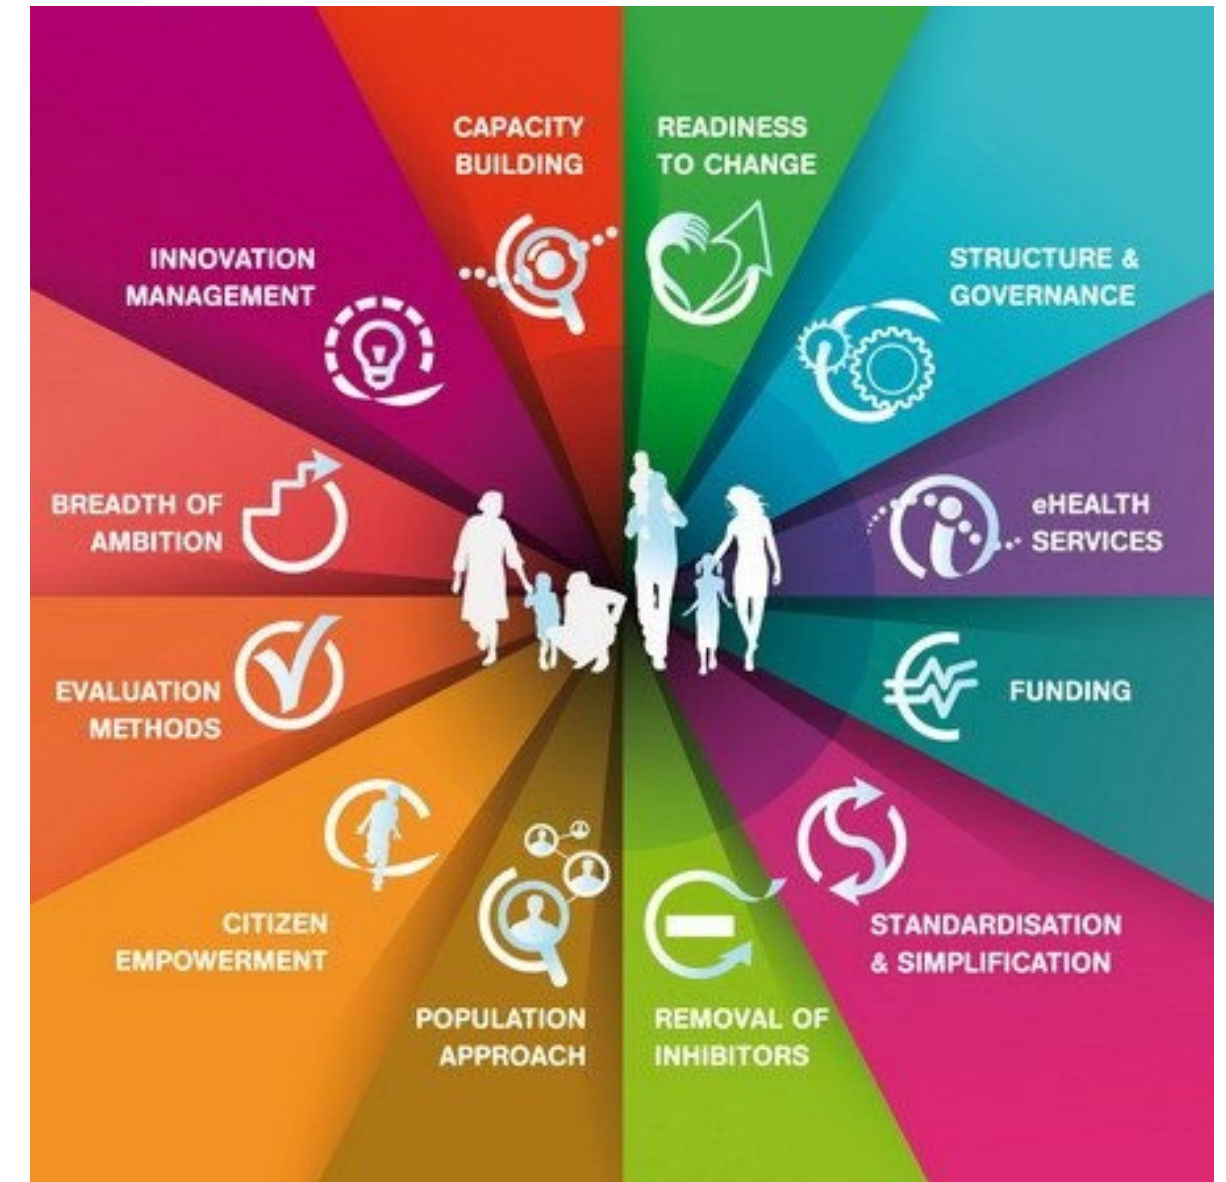 CAPACITY
BUILDING
READINESS
TO CHANGE
STRUCTURE &
GOVERNANCE
eHEALTH
SERVICES
FUNDING
STANDARDISATION
& SIMPLIFICATION
REMOVAL OF
INHIBITORS
POPULATION
APPROACH
CITIZEN
EMPOWERMENT
EVALUATION
METHODS
BREADTH OF
AMBITION
INNOVATION
MANAGEMENT